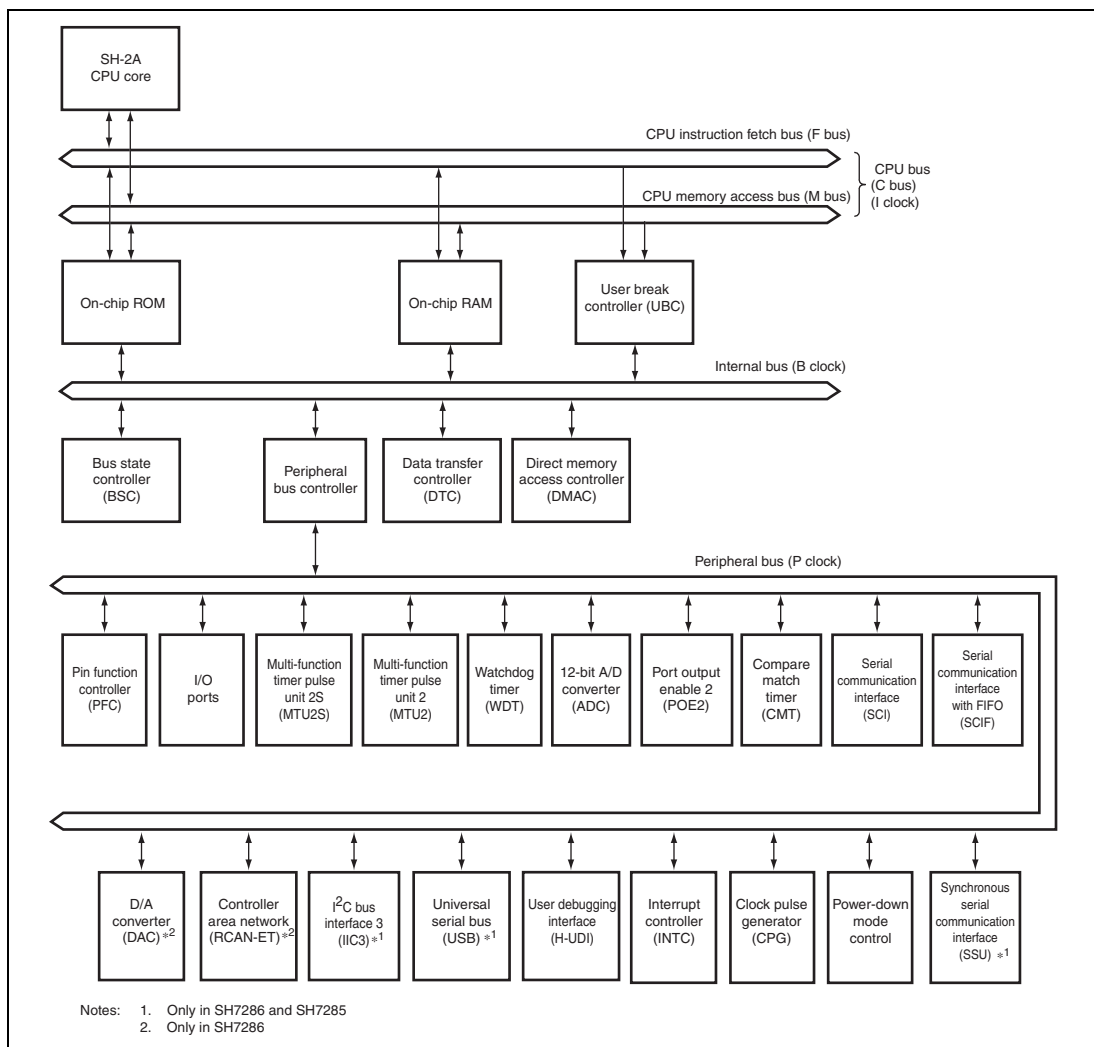 SH-2A
CPU core
CPU instruction fetch bus (F bus)
CPU bus
(C bus)
(I clock)
CPU memory access bus (M bus)
On-chip ROM
On-chip RAM
User break
controller (UBC)
Internal bus (B clock)
Bus state
controller
(BSC)
Peripheral
bus controller
Data transfer
controller
(DTC)
Direct memory
access controller
(DMAC)
Peripheral bus (P clock)
Pin function
controller
(PFC)
I/O
ports
Multi-function
timer pulse
unit 2S
(MTU2S)
Multi-function
timer pulse
unit 2
(MTU2)
Watchdog
timer
(WDT)
12-bit A/D
converter
(ADC)
Port output
enable 2
(POE2)
Compare
match
timer
(CMT)
Serial
communication
interface
(SCI)
Serial
communication
interface
with FIFO
(SCIF)
D/A
converter
(DAC) *2
Controller
area network
(RCAN-ET) *2
I2C bus
interface 3
(IIC3) *1
Universal
serial bus
(USB) *1
User debugging
interface
(H-UDI)
Interrupt
controller
(INTC)
Clock pulse
generator
(CPG)
Power-down
mode
control
Synchronous
serial
communication
interface
(SSU) *1
Notes: 1. Only in SH7286 and SH7285
2. Only in SH7286